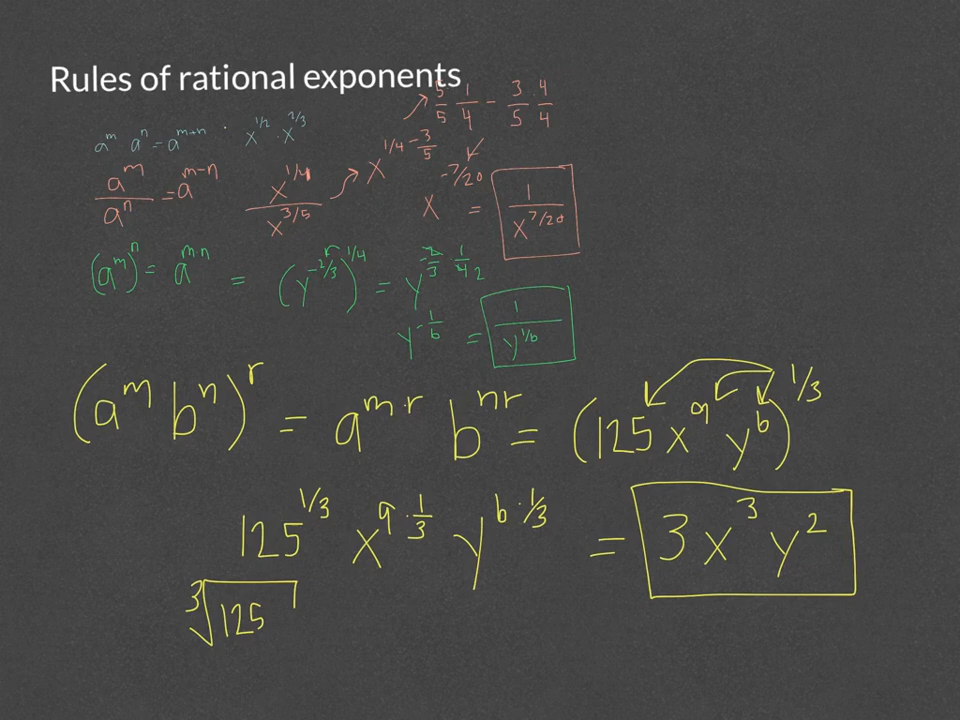 Rules of rational exponents
5/5 · 1/4 - 3/5 · 4/4
a^m a^n = a^(m+n) · x^(1/2) · x^(2/3)
a^m/a^n = a^(m-n) x^(1/4)/x^(3/5) → x^(1/4 - 3/5)
x^(-7/20) = 1/x^(7/20)
(a^m)^n = a^(m·n) = (y^(-2/3))^(1/4) = y^(-2/3 · 1/4)
y^(-1/6) = 1/y^(1/6)
(a^m b^n)^r = a^(m·r) b^(nr) = (125 x^9 y^6)^(1/3)
125^(1/3) x^(9·1/3) y^(6·1/3) = 3x^3 y^2
∛125